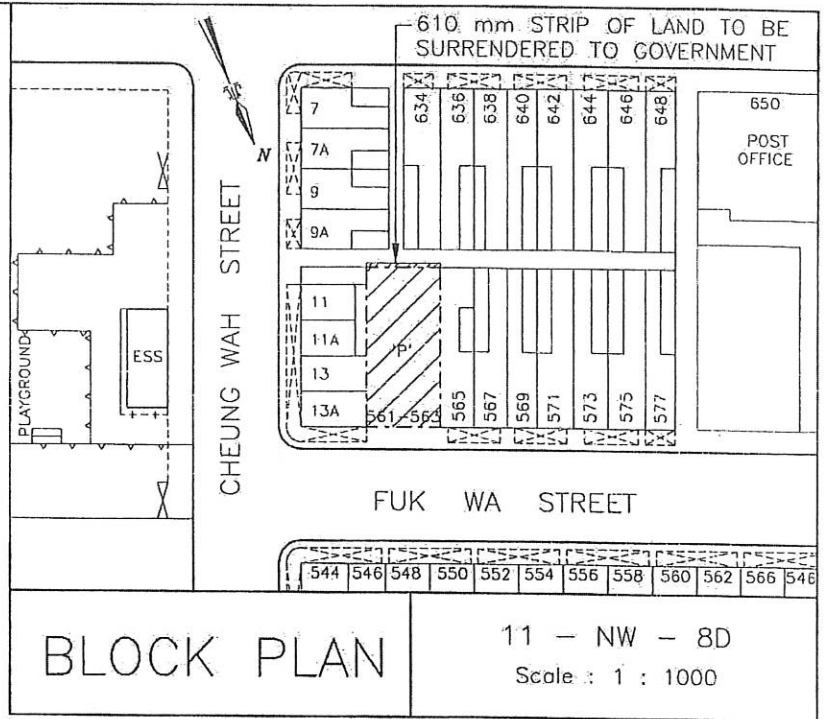 610 mm STRIP OF LAND TO BE
SURRENDERED TO GOVERNMENT
N
7
7A
9
9A
634
636
638
640
642
644
646
648
650
POST
OFFICE
CHEUNG WAH STREET
PLAYGROUND
ESS
11
11A
13
13A
'P'
561-563
565
567
569
571
573
575
577
FUK WA STREET
544 546 548 550 552 554 556 558 560 562 566 546
BLOCK PLAN
11 - NW - 8D
Scale : 1 : 1000